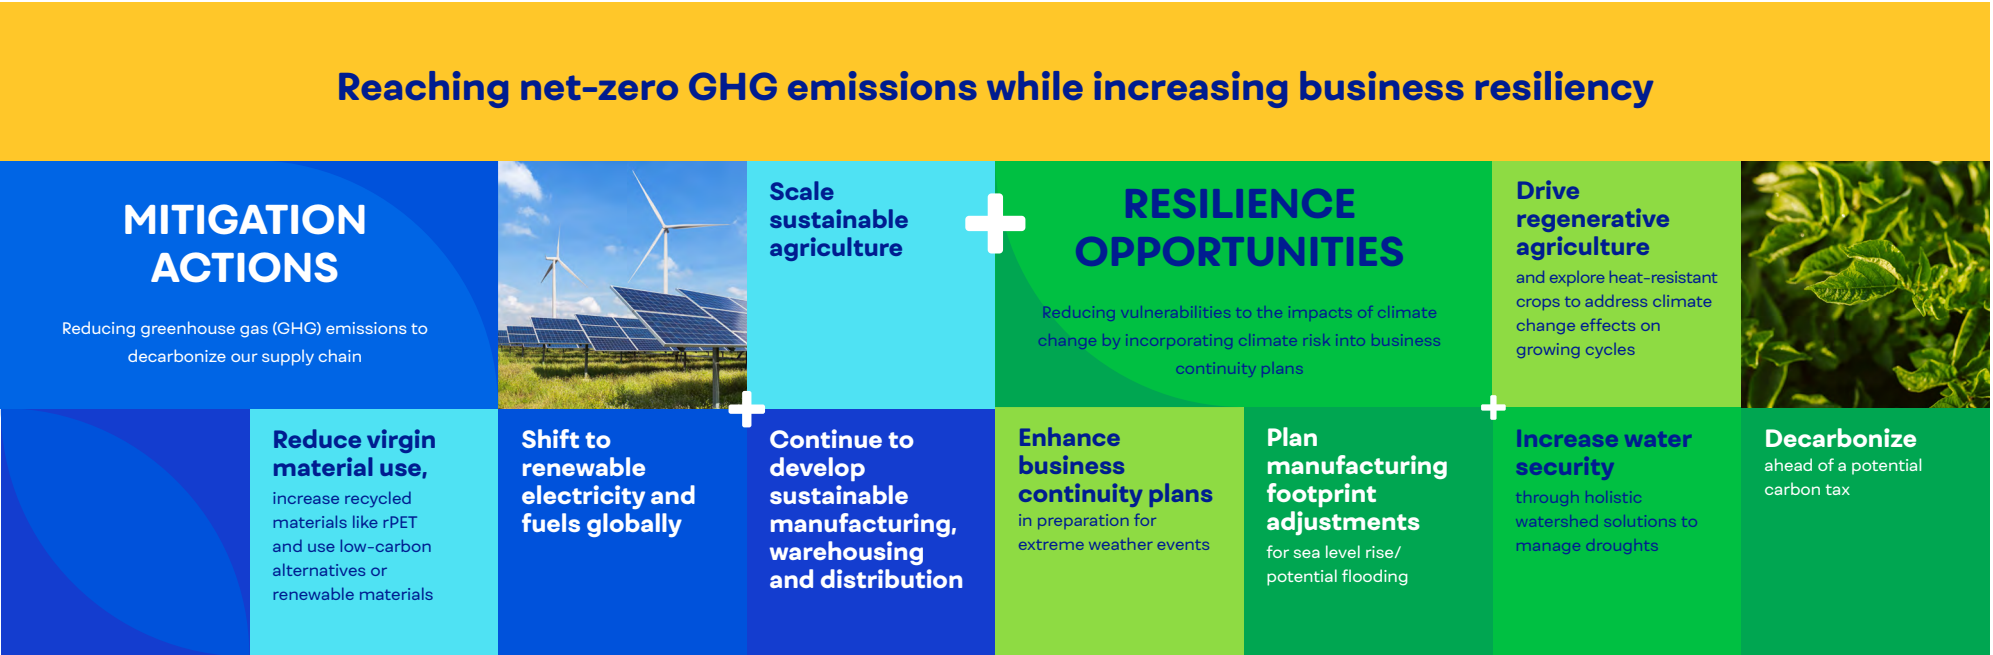 Reaching net-zero GHG emissions while increasing business resiliency
MITIGATION
ACTIONS
Reducing greenhouse gas (GHG) emissions to
decarbonize our supply chain
Scale
sustainable
agriculture
Reduce virgin
material use,
increase recycled
materials like rPET
and use low-carbon
alternatives or
renewable materials
Shift to
renewable
electricity and
fuels globally
Continue to
develop
sustainable
manufacturing,
warehousing
and distribution
RESILIENCE
OPPORTUNITIES
Reducing vulnerabilities to the impacts of climate
change by incorporating climate risk into business
continuity plans
Drive
regenerative
agriculture
and explore heat-resistant
crops to address climate
change effects on
growing cycles
Enhance
business
continuity plans
in preparation for
extreme weather events
Plan
manufacturing
footprint
adjustments
for sea level rise/
potential flooding
Increase water
security
through holistic
watershed solutions to
manage droughts
Decarbonize
ahead of a potential
carbon tax